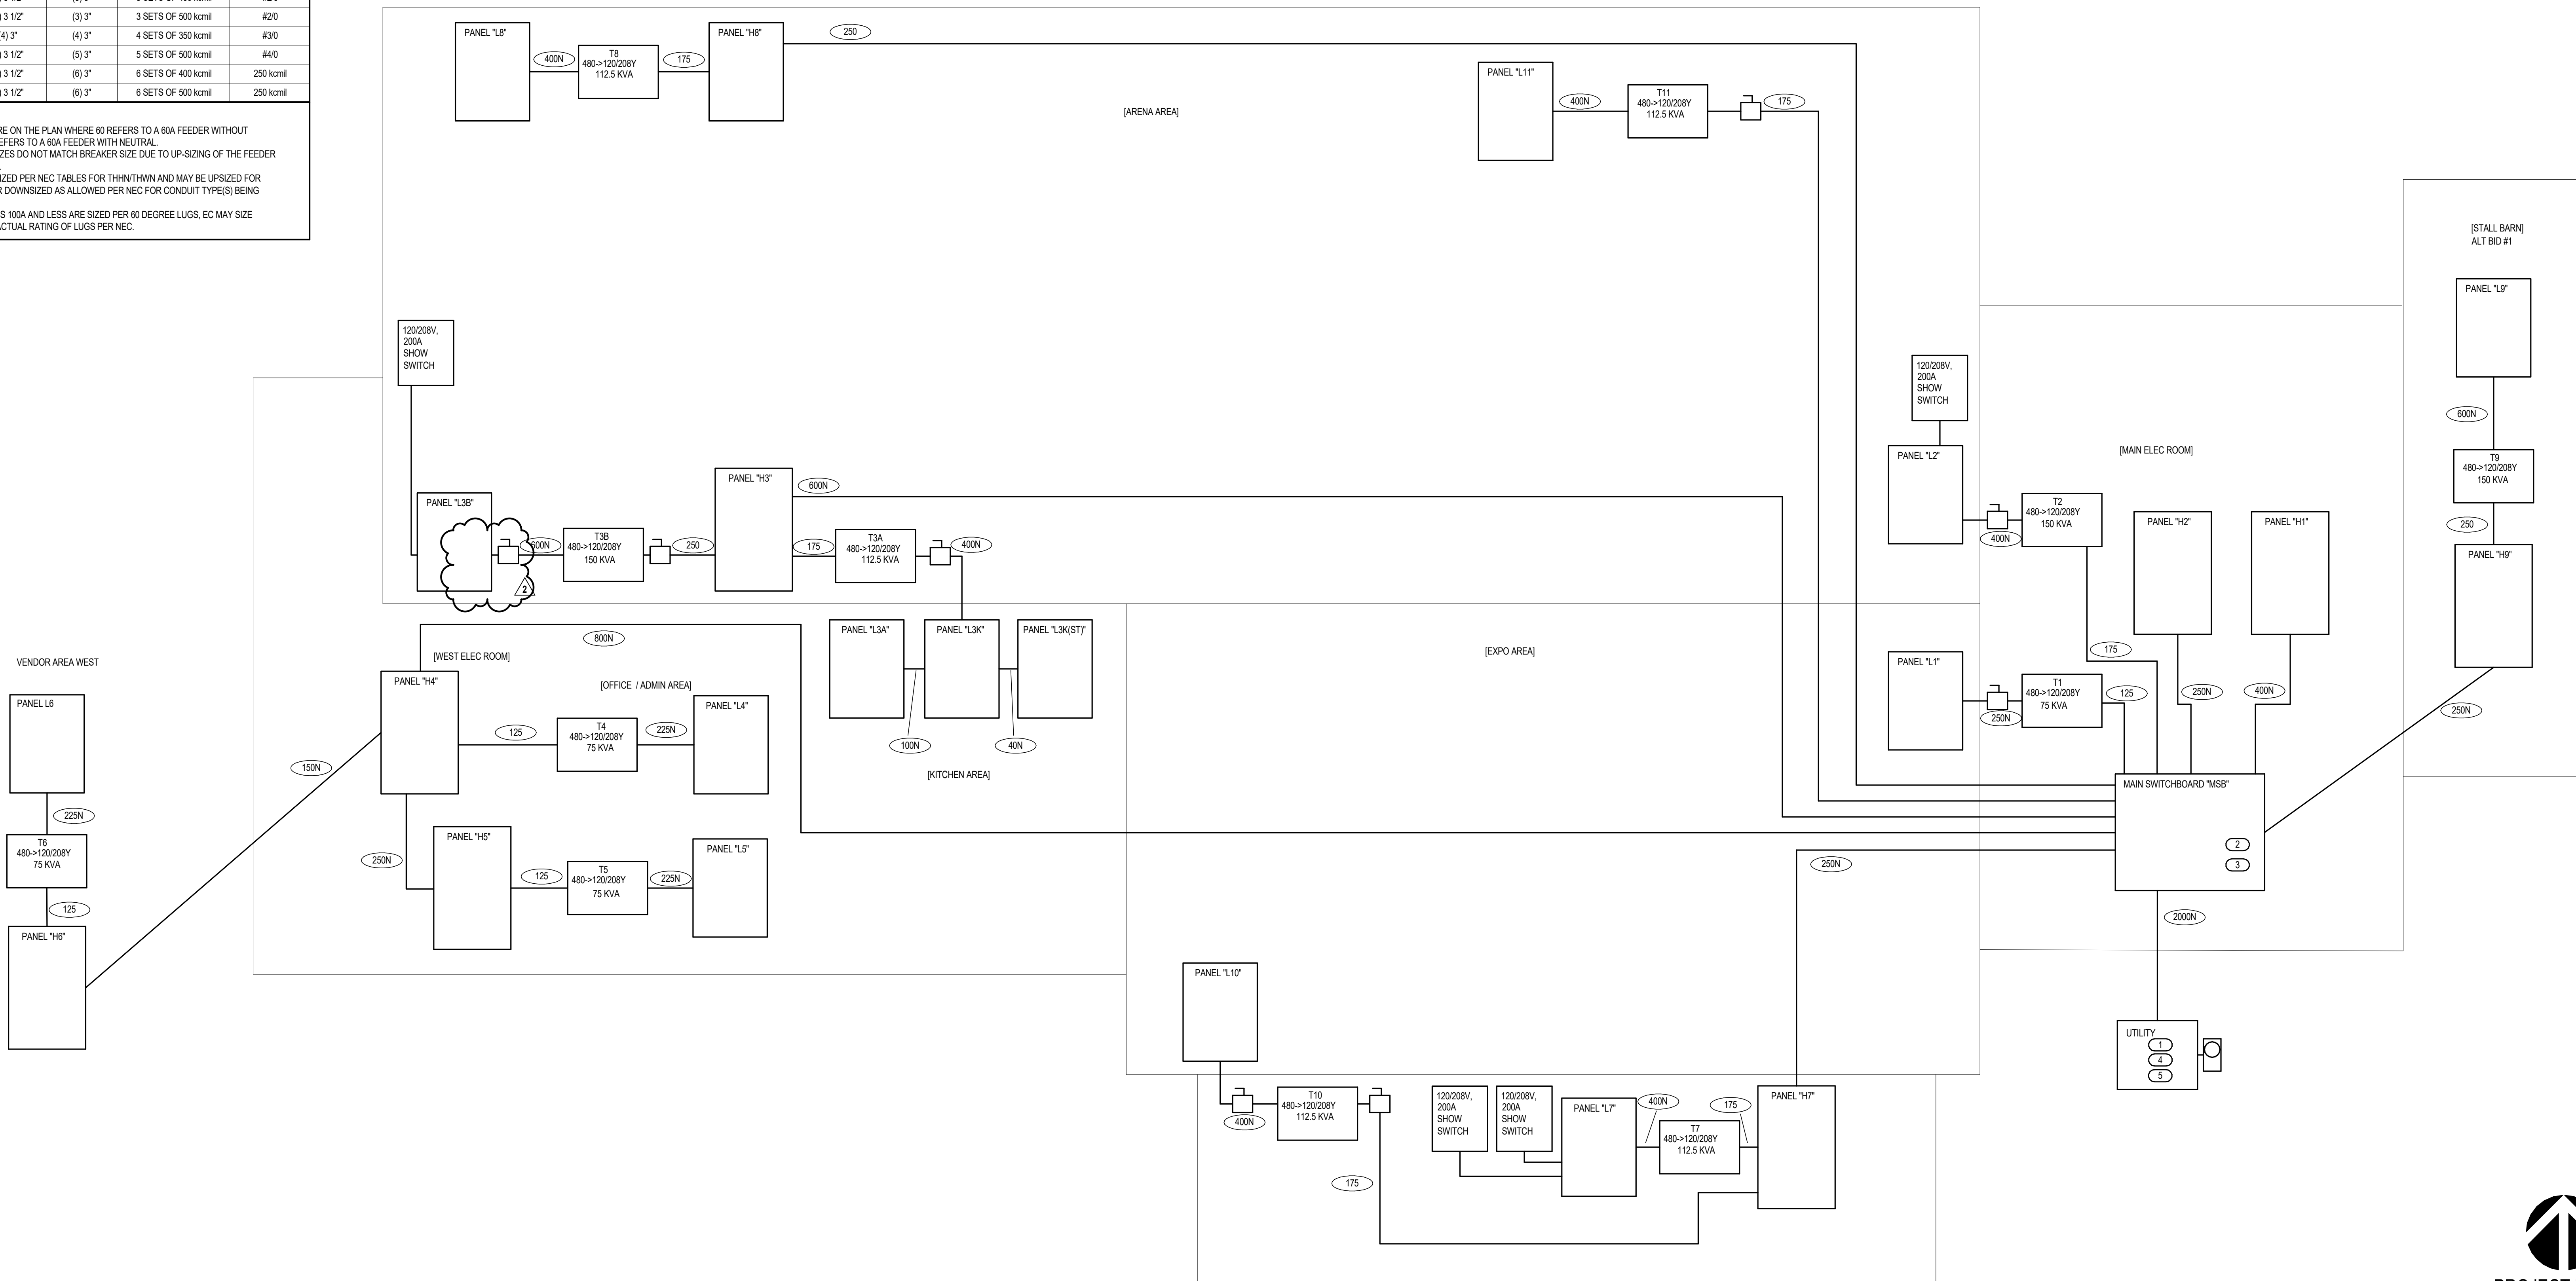 3 1/2"
(3) 3"
3 SETS OF 500 kcmil
#2/0
(4) 3"
(4) 3"
4 SETS OF 350 kcmil
#3/0
3 1/2"
(5) 3"
5 SETS OF 500 kcmil
#4/0
3 1/2"
(6) 3"
6 SETS OF 400 kcmil
250 kcmil
3 1/2"
(6) 3"
6 SETS OF 500 kcmil
250 kcmil
RE ON THE PLAN WHERE 60 REFERS TO A 60A FEEDER WITHOUT
EFERS TO A 60A FEEDER WITH NEUTRAL.
ZES DO NOT MATCH BREAKER SIZE DUE TO UP-SIZING OF THE FEEDER
IZED PER NEC TABLES FOR THHN/THWN AND MAY BE UPSIZED FOR
R DOWNSIZED AS ALLOWED PER NEC FOR CONDUIT TYPE(S) BEING
S 100A AND LESS ARE SIZED PER 60 DEGREE LUGS, EC MAY SIZE
ACTUAL RATING OF LUGS PER NEC.
PANEL "L8"
400N
T8
480->120/208Y
112.5 KVA
175
PANEL "H8"
250
[ARENA AREA]
PANEL "L11"
400N
T11
480->120/208Y
112.5 KVA
175
[STALL BARN]
ALT BID #1
PANEL "L9"
600N
T9
480->120/208Y
150 KVA
250
PANEL "H9"
250N
120/208V,
200A
SHOW
SWITCH
PANEL "L3B"
600N
2
T3B
480->120/208Y
150 KVA
250
PANEL "H3"
600N
175
T3A
480->120/208Y
112.5 KVA
400N
120/208V,
200A
SHOW
SWITCH
PANEL "L2"
400N
T2
480->120/208Y
150 KVA
[MAIN ELEC ROOM]
PANEL "H2"
PANEL "H1"
175
250N
400N
PANEL "L1"
250N
T1
480->120/208Y
75 KVA
125
MAIN SWITCHBOARD "MSB"
2
3
2000N
UTILITY
1
4
5
800N
[WEST ELEC ROOM]
PANEL "H4"
[OFFICE / ADMIN AREA]
125
T4
480->120/208Y
75 KVA
225N
PANEL "L4"
PANEL "L3A"
PANEL "L3K"
PANEL "L3K(ST)"
100N
40N
[KITCHEN AREA]
[EXPO AREA]
VENDOR AREA WEST
PANEL L6
225N
T6
480->120/208Y
75 KVA
125
PANEL "H6"
150N
250N
PANEL "H5"
125
T5
480->120/208Y
75 KVA
225N
PANEL "L5"
250N
PANEL "L10"
400N
T10
480->120/208Y
112.5 KVA
175
120/208V,
200A
SHOW
SWITCH
120/208V,
200A
SHOW
SWITCH
PANEL "L7"
400N
T7
480->120/208Y
112.5 KVA
175
PANEL "H7"